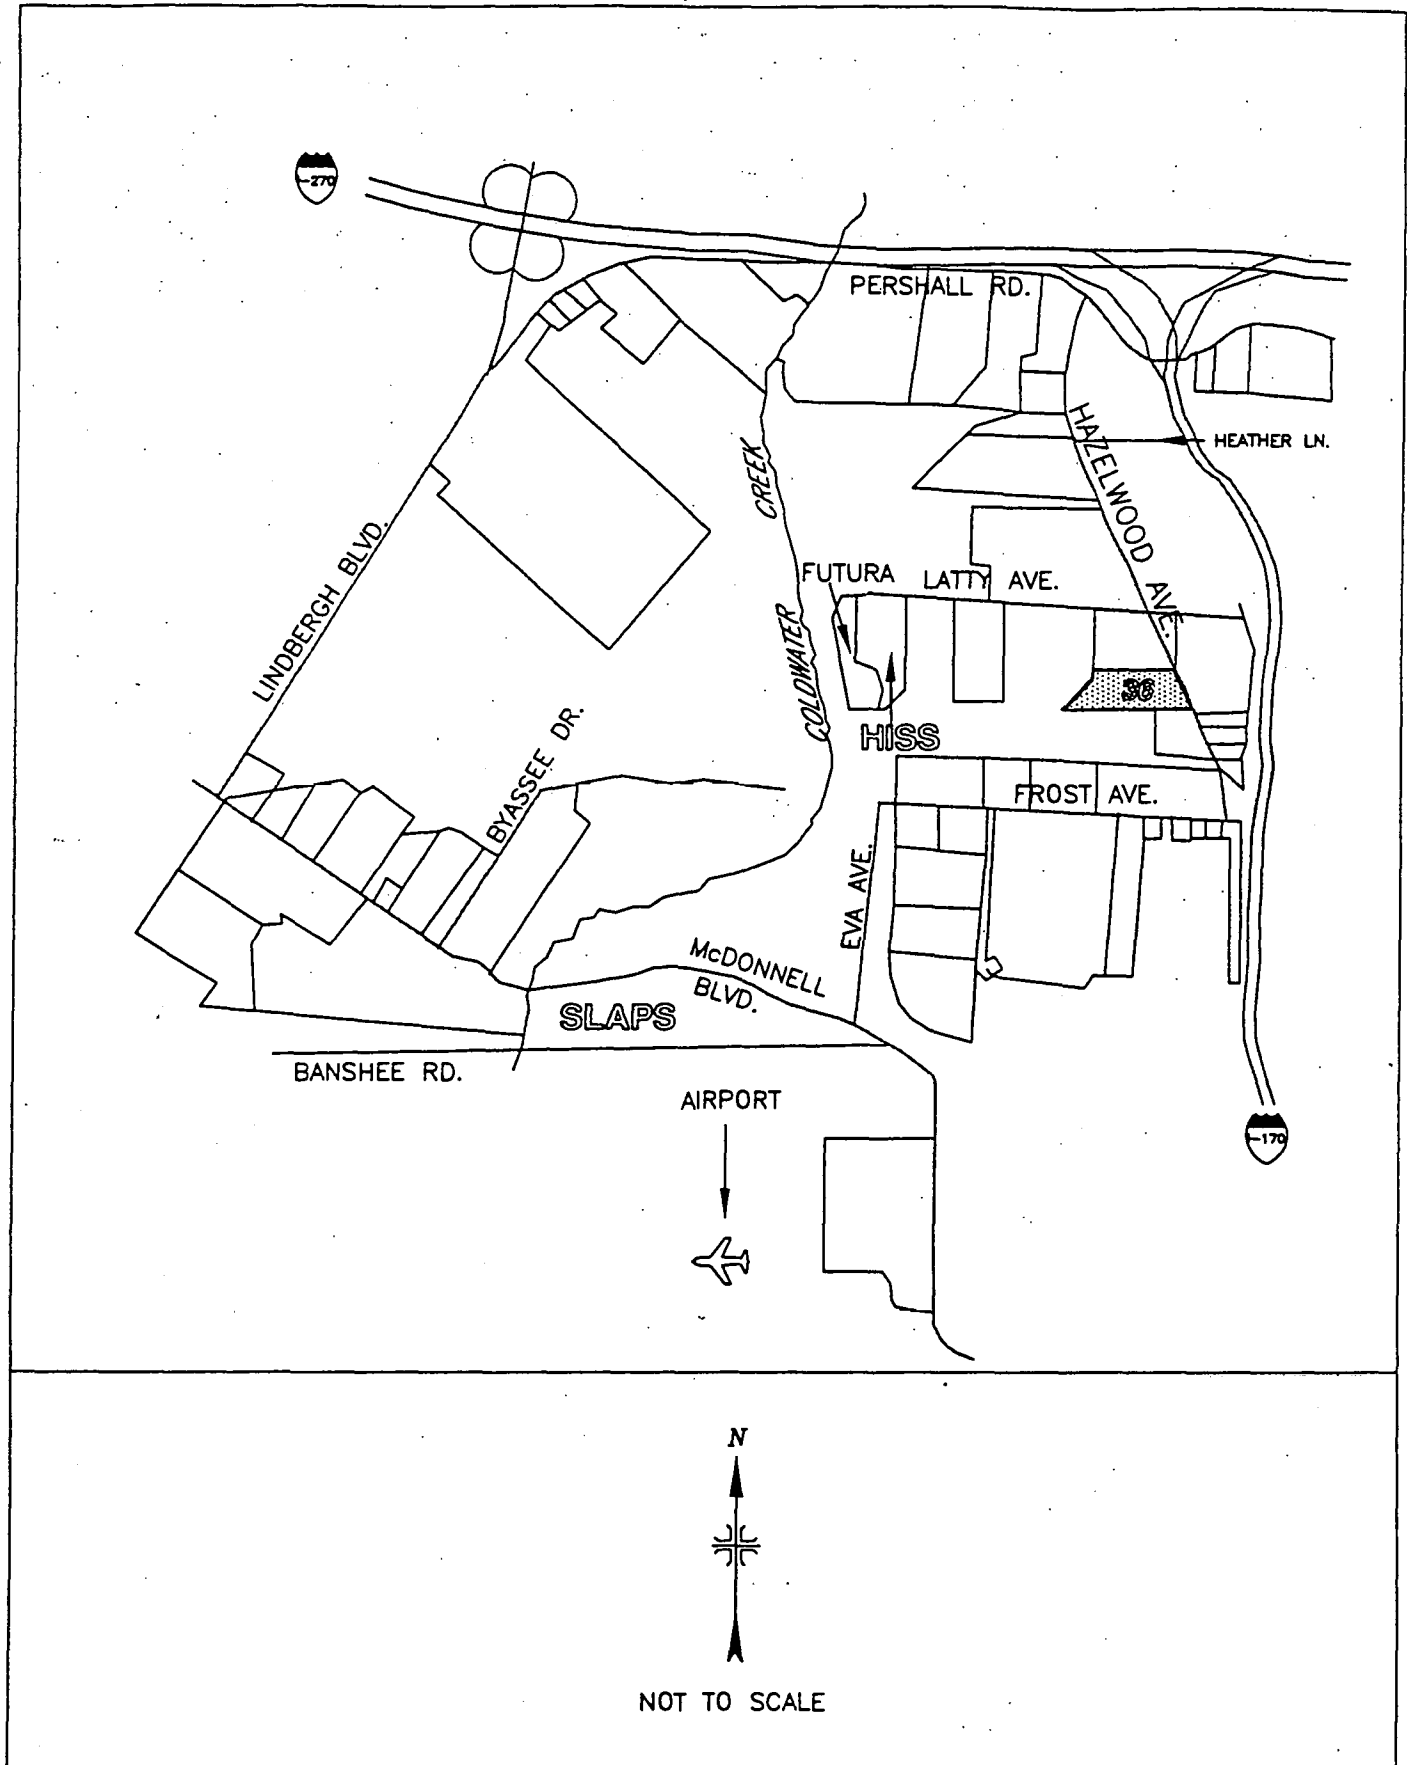 I-270
PERSHALL RD.
HAZELWOOD AVE.
HEATHER LN.
COLDWATER CREEK
LINDBERGH BLVD.
FUTURA
LATTY AVE.
36
HISS
BYASSEE DR.
FROST AVE.
EVA AVE.
McDONNELL
BLVD.
SLAPS
BANSHEE RD.
AIRPORT
I-170
N
NOT TO SCALE